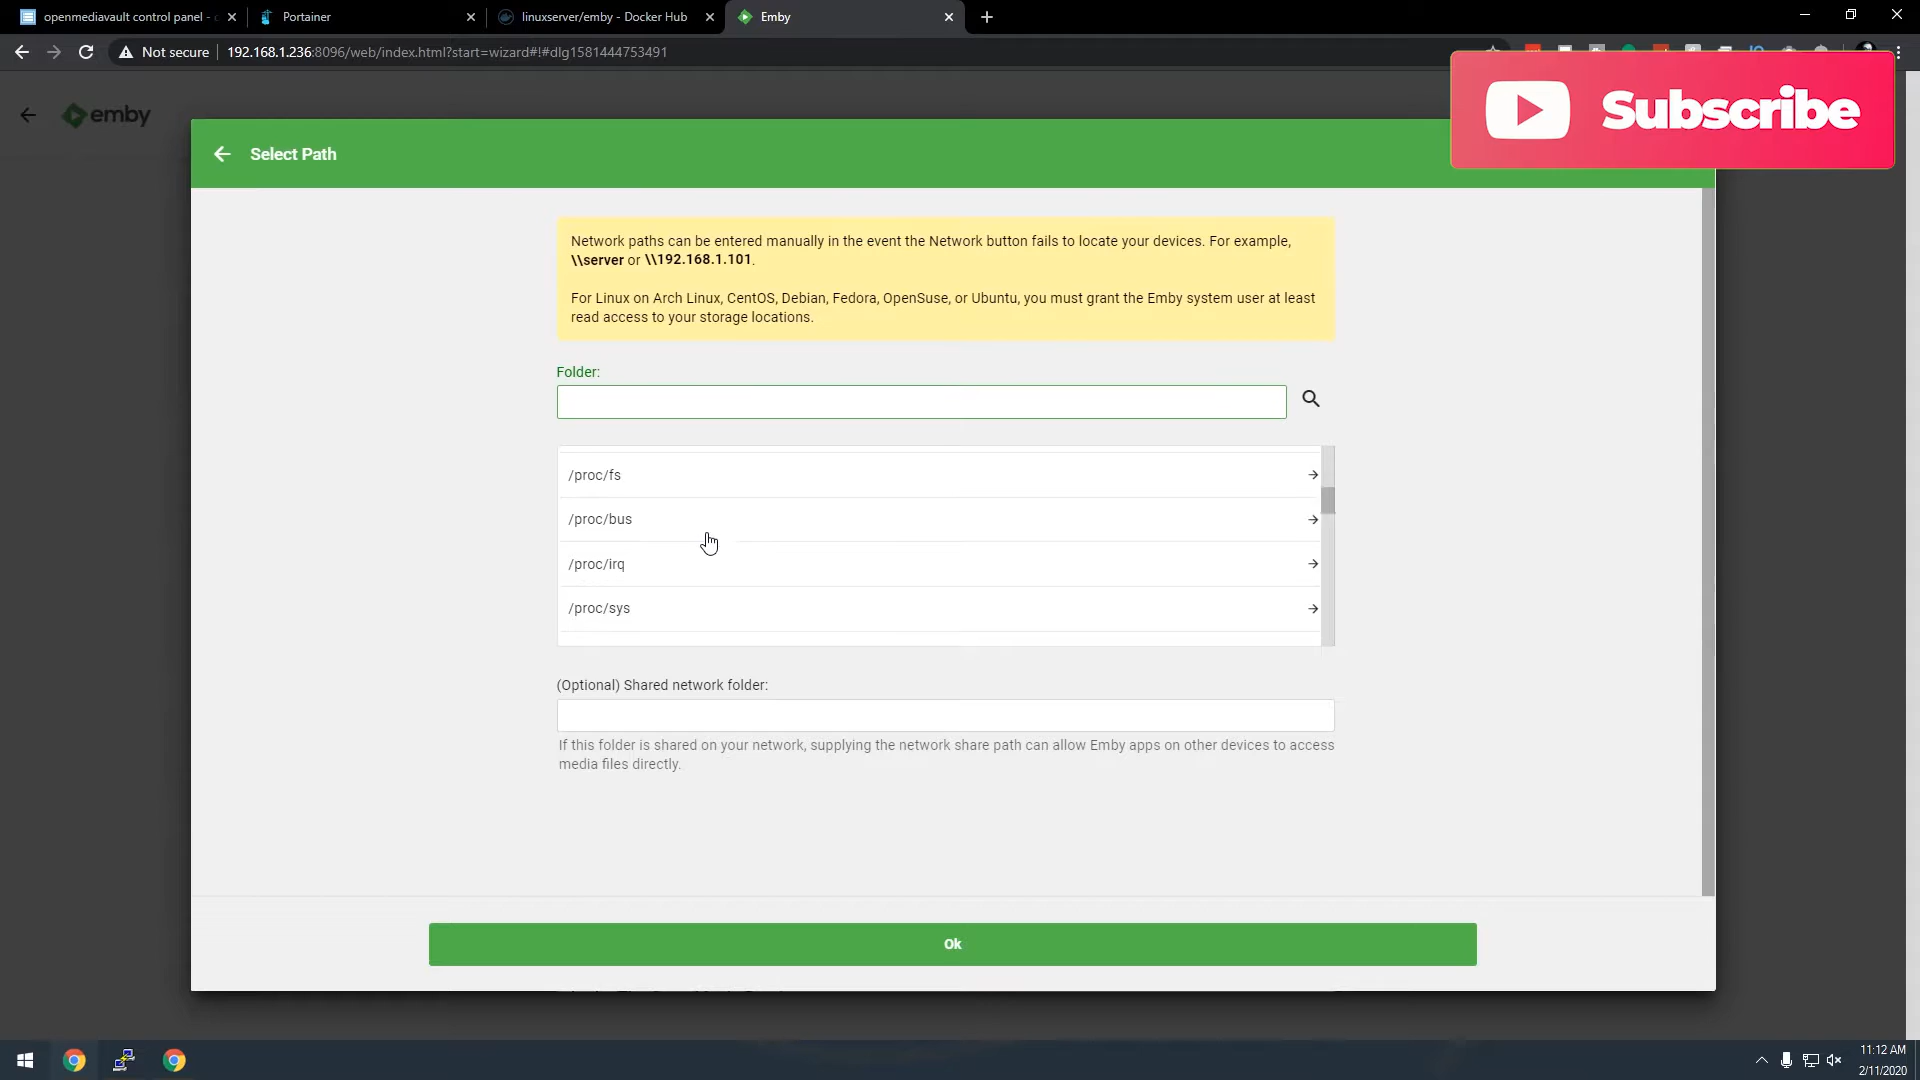 openmediavault control panel -
Portainer
linuxserver/emby - Docker Hub
Emby
Not secure
192.168.1.236:8096/web/index.html?start=wizard#!#dlg1581444753491
Subscribe
emby
Select Path
Network paths can be entered manually in the event the Network button fails to locate your devices. For example,
\\server or \\192.168.1.101.
For Linux on Arch Linux, CentOS, Debian, Fedora, OpenSuse, or Ubuntu, you must grant the Emby system user at least
read access to your storage locations.
Folder:
/proc/fs
/proc/bus
/proc/irq
/proc/sys
(Optional) Shared network folder:
If this folder is shared on your network, supplying the network share path can allow Emby apps on other devices to access
media files directly.
Ok
11:12 AM
2/11/2020